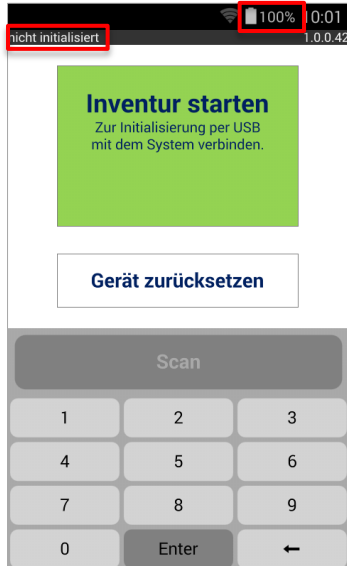 100% 10:01
nicht initialisiert 1.0.0.42
Inventur starten
Zur Initialisierung per USB
mit dem System verbinden.
Gerät zurücksetzen
Scan
1 2 3
4 5 6
7 8 9
0 Enter ←